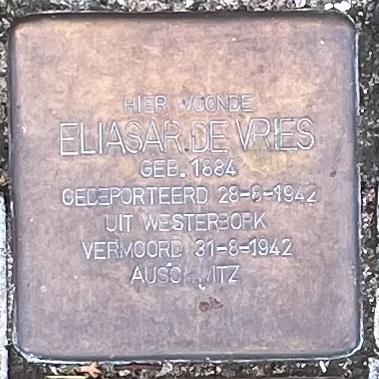 HIER WOONDE
ELIASAR DE VRIES
GEB. 1884
GEDEPORTEERD 28-8-1942
UIT WESTERBORK
VERMOORD 31-8-1942
AUSCHWITZ